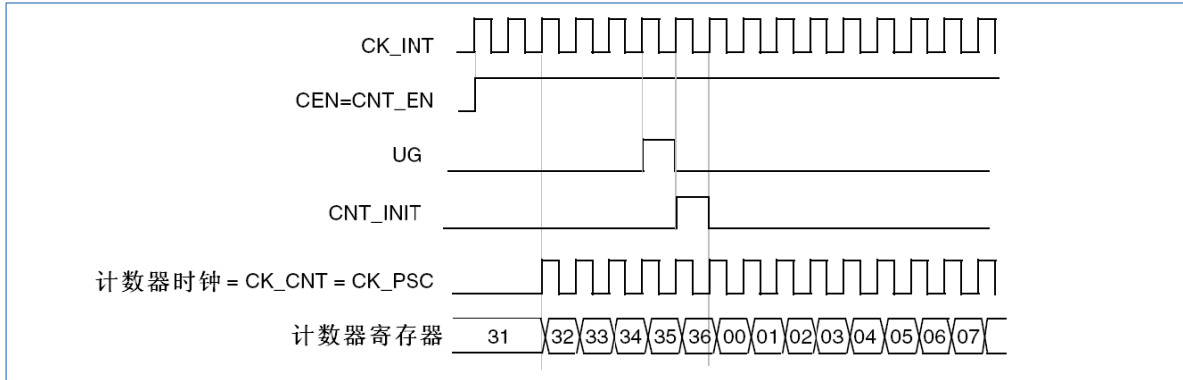 CK_INT
CEN=CNT_EN
UG
CNT_INIT
计数器时钟 = CK_CNT = CK_PSC
计数器寄存器 31 32 33 34 35 36 00 01 02 03 04 05 06 07